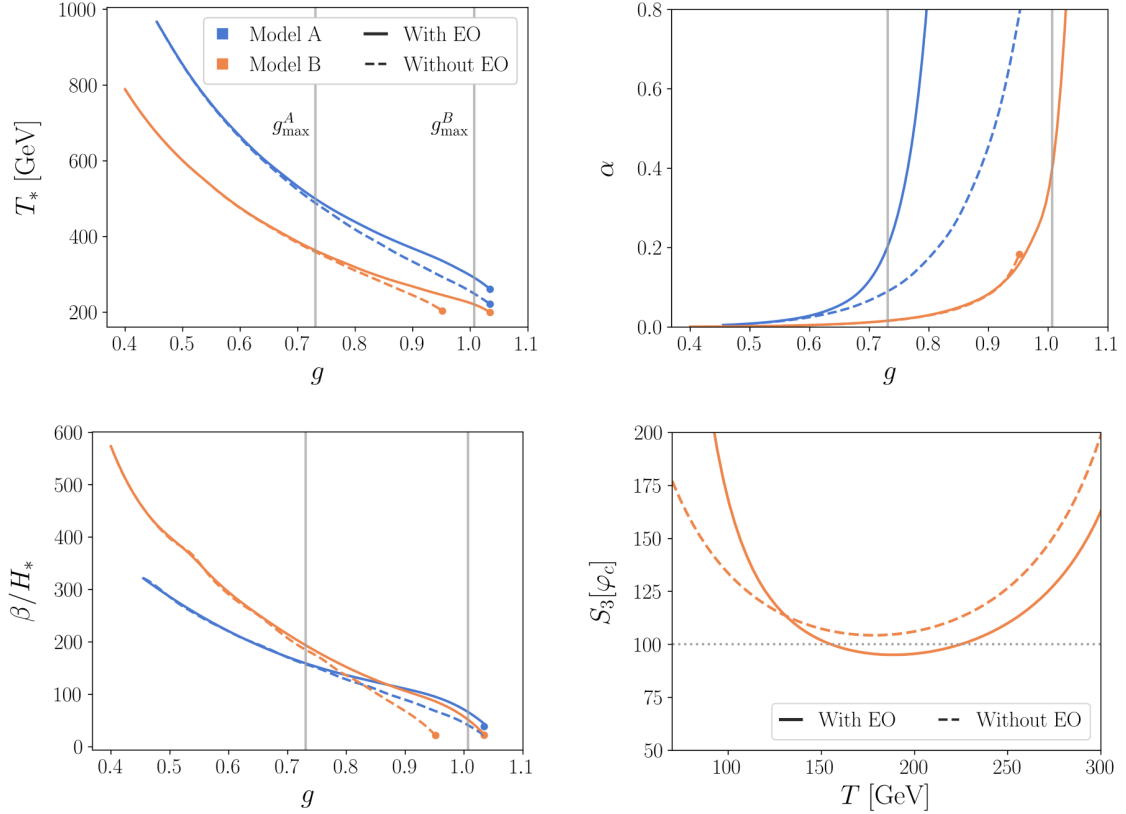 1000
800
600
400
200
T_* [GeV]
Model A
Model B
With EO
Without EO
g^A_max
g^B_max
0.4 0.5 0.6 0.7 0.8 0.9 1.0 1.1
g
0.8
0.6
0.4
0.2
0.0
α
0.4 0.5 0.6 0.7 0.8 0.9 1.0 1.1
g
600
500
400
300
200
100
0
β/H_*
0.4 0.5 0.6 0.7 0.8 0.9 1.0 1.1
g
200
175
150
125
100
75
50
S_3[φ_c]
With EO
Without EO
100 150 200 250 300
T [GeV]